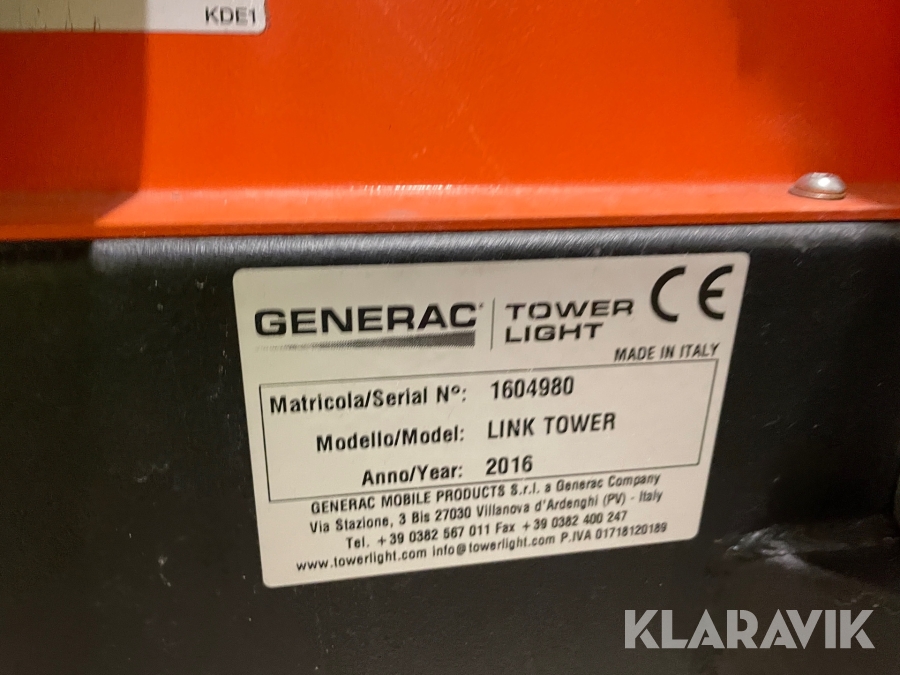 KDE1
GENERAC
TOWER
LIGHT
CE
MADE IN ITALY
Matricola/Serial N°: 1604980
Modello/Model: LINK TOWER
Anno/Year: 2016
GENERAC MOBILE PRODUCTS S.r.l. a Generac Company
Via Stazione, 3 Bis 27030 Villanova d'Ardenghi (PV) - Italy
Tel. +39 0382 567 011 Fax +39 0382 400 247
www.towerlight.com info@towerlight.com P.IVA 01718120189
KLARAVIK